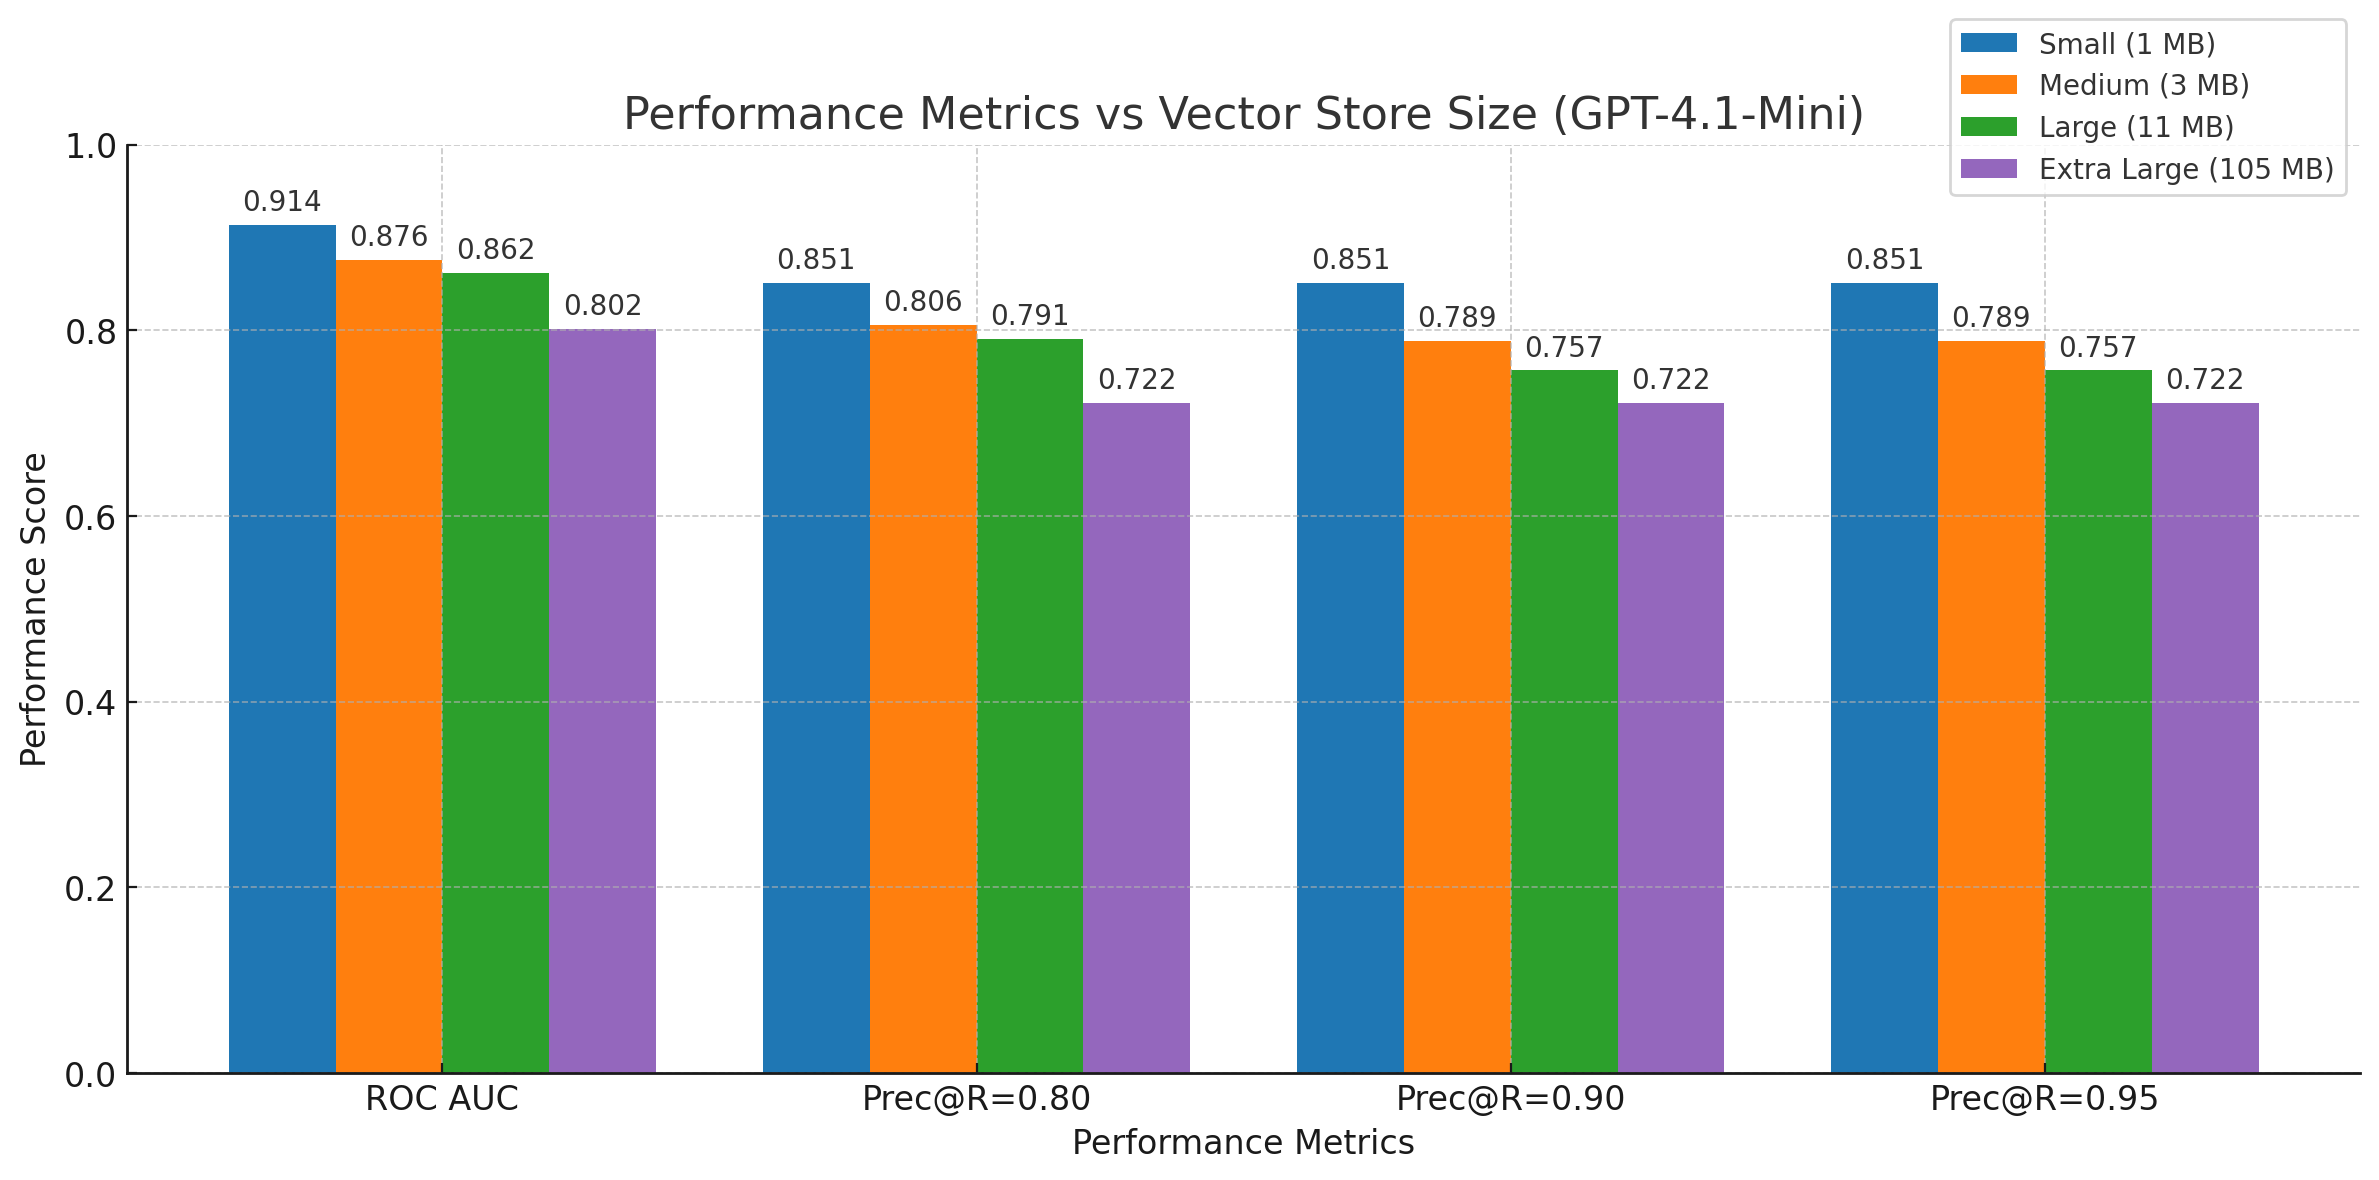 Performance Metrics vs Vector Store Size (GPT-4.1-Mini)
Small (1 MB)
Medium (3 MB)
Large (11 MB)
Extra Large (105 MB)
Performance Score
1.0
0.8
0.6
0.4
0.2
0.0
0.914
0.876
0.862
0.802
0.851
0.806
0.791
0.722
0.851
0.789
0.757
0.722
0.851
0.789
0.757
0.722
ROC AUC
Prec@R=0.80
Prec@R=0.90
Prec@R=0.95
Performance Metrics